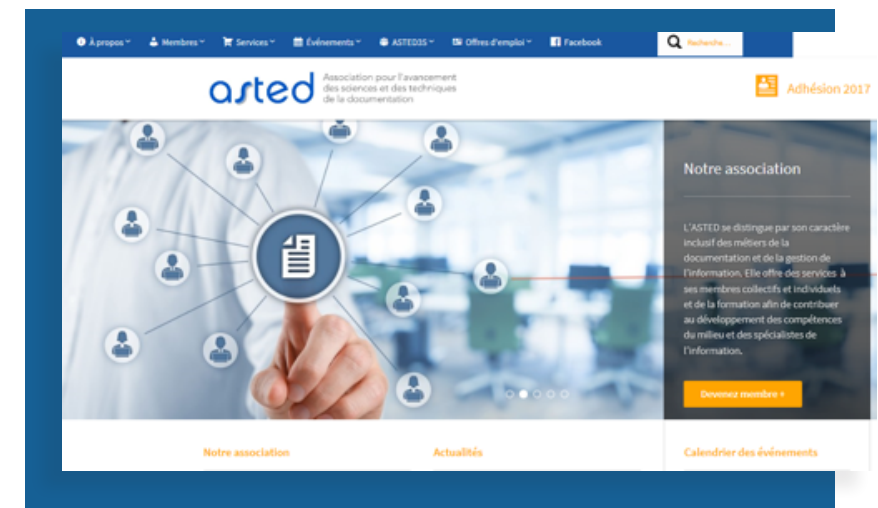 À propos
Membres
Services
Événements
ASTED3S
Offres d'emploi
Facebook
Recherche...
asted
Association pour l'avancement
des sciences et des techniques
de la documentation
Adhésion 2017
Notre association
L'ASTED se distingue par son caractère
inclusif des métiers de la
documentation et de la gestion de
l'information. Elle offre des services à
ses membres collectifs et individuels
et de la formation afin de contribuer
au développement des compétences
du milieu et des spécialistes de
l'information.
Devenez membre
Notre association
Actualités
Calendrier des événements